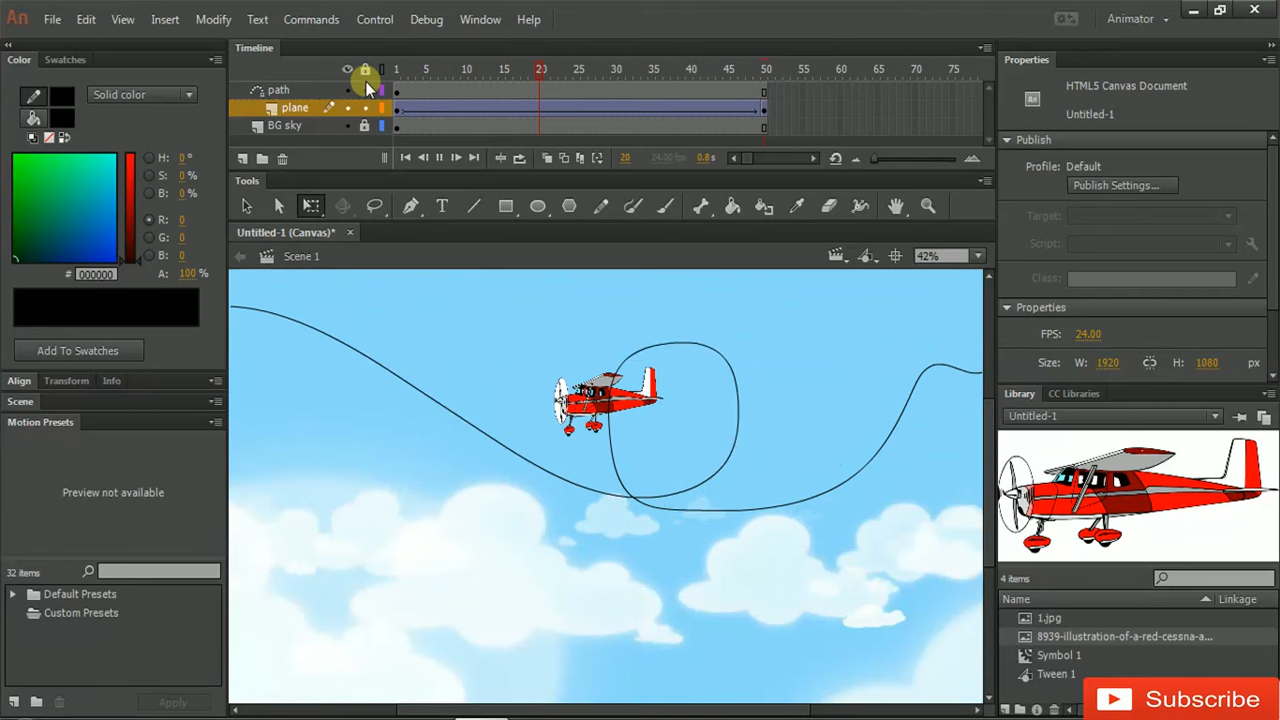 An File Edit View Insert Modify Text Commands Control Debug Window Help Animator
Color Swatches
Solid color
H: 0 °
S: 0 %
B: 0 %
R: 0
G: 0
B: 0
# 000000 A: 100 %
Add To Swatches
Align Transform Info
Scene
Motion Presets
Preview not available
32 items
Default Presets
Custom Presets
Apply
Timeline
1 5 10 15 20 25 30 35 40 45 50 55 60 65 70 75
path
plane
BG sky
20 24.00 fps 0.8 s
Tools
Untitled-1 (Canvas)* ×
Scene 1 42%
Properties
HTML5 Canvas Document
An Untitled-1
Publish
Profile: Default
Publish Settings...
Target:
Script:
Class:
Properties
FPS: 24.00
Size: W: 1920 H: 1080 px
Library CC Libraries
Untitled-1
4 items
Name Linkage
1.jpg
8939-illustration-of-a-red-cessna-a...
Symbol 1
Tween 1
Subscribe